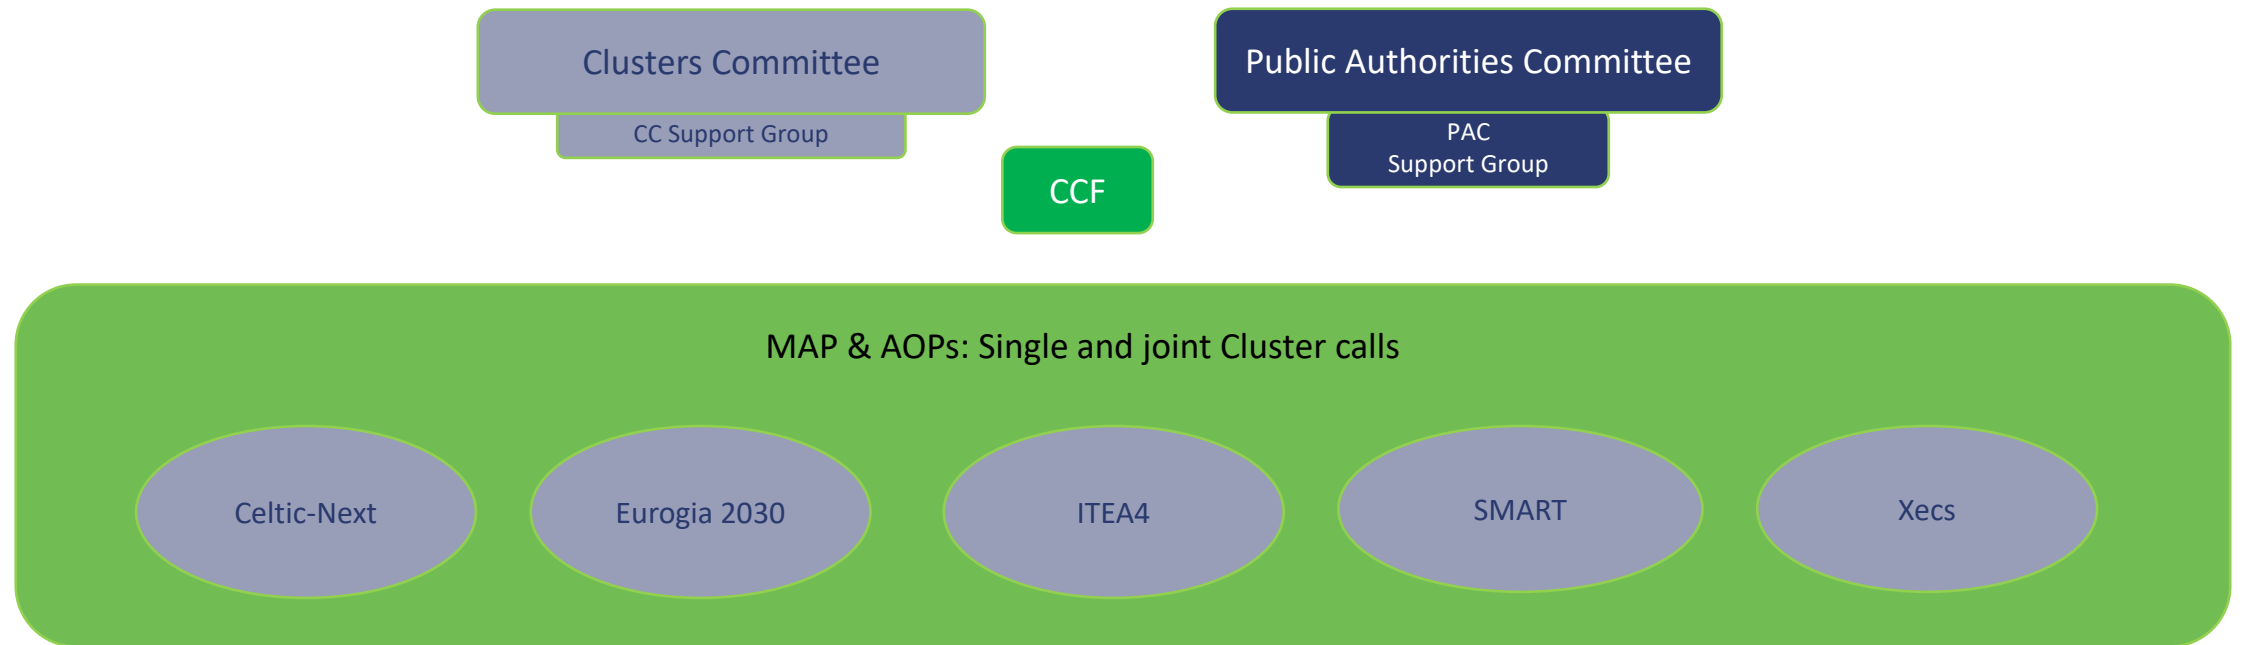 Clusters Committee
Public Authorities Committee
CC Support Group
PAC
Support Group
CCF
MAP & AOPs: Single and joint Cluster calls
Celtic-Next
Eurogia 2030
ITEA4
SMART
Xecs